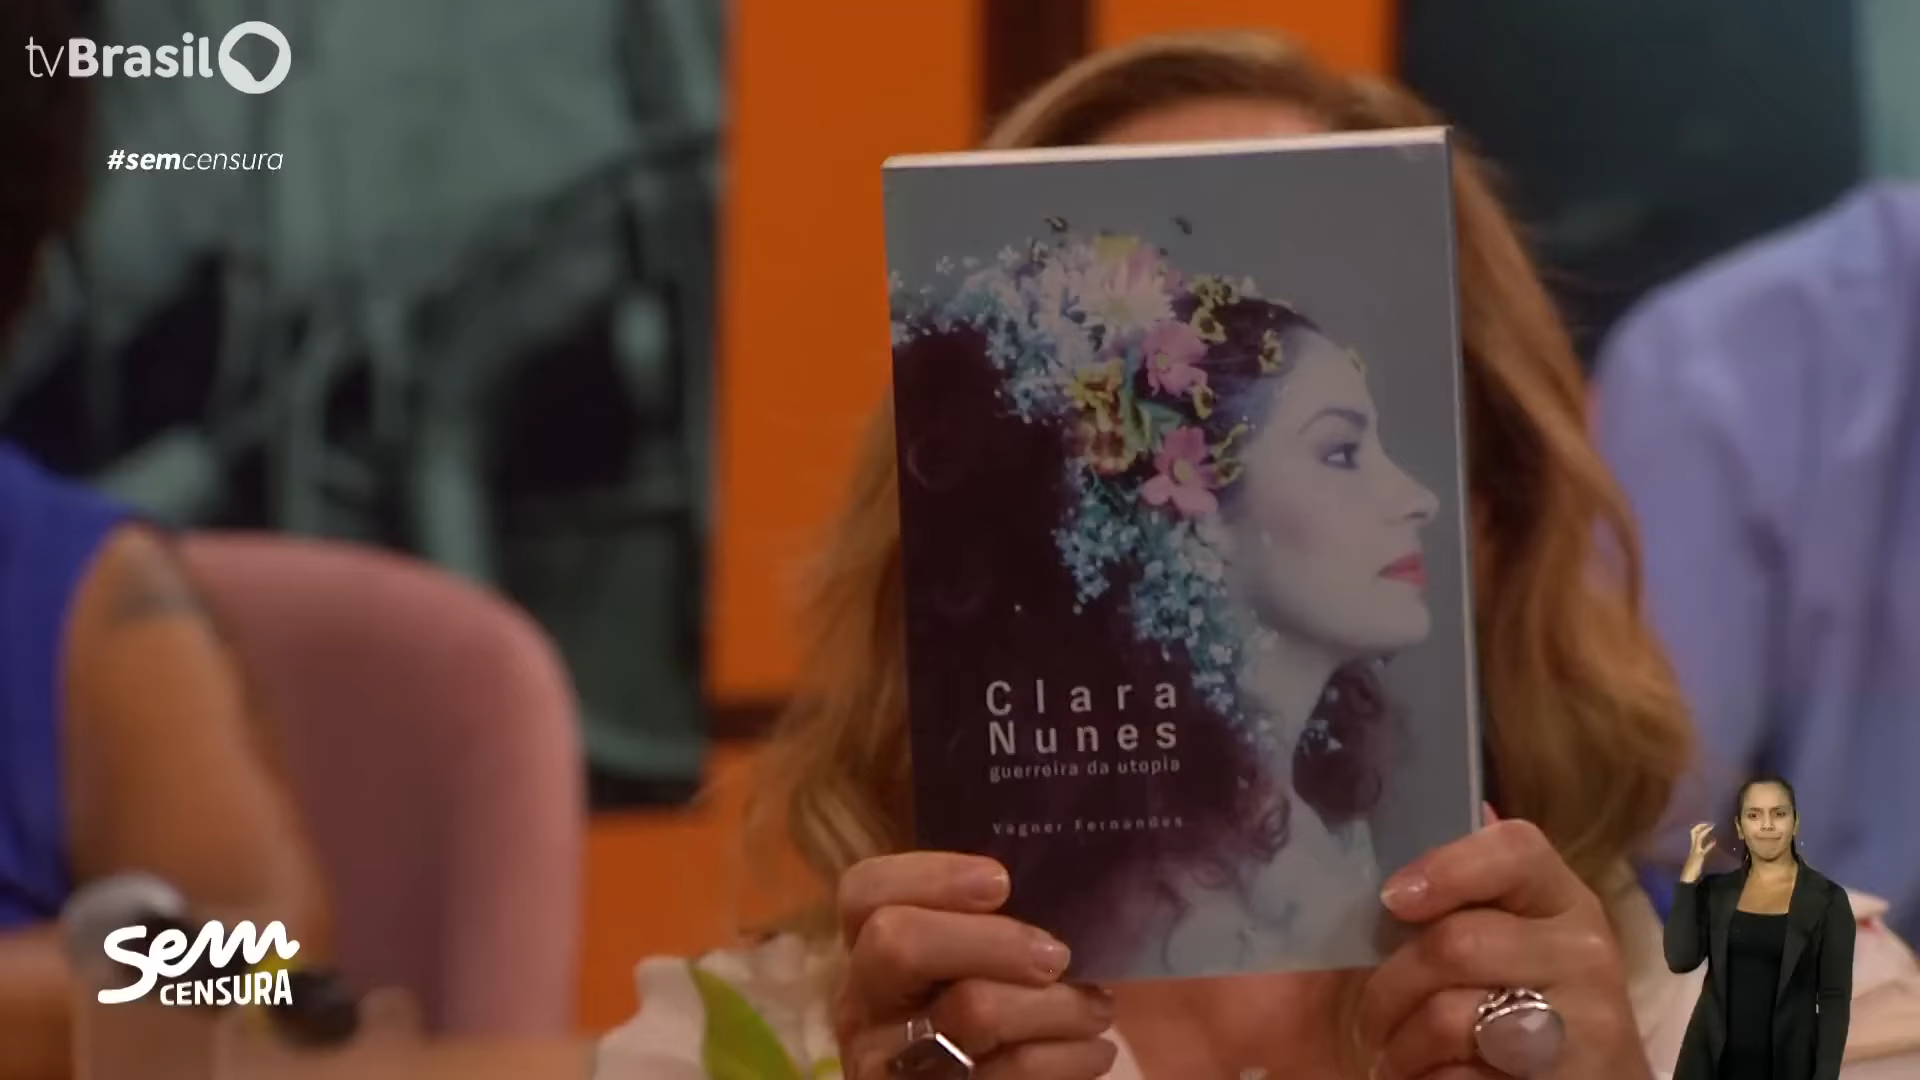 tvBrasil
#semcensura
Clara
Nunes
guerreira da utopia
Vagner Fernandes
Sem
CENSURA